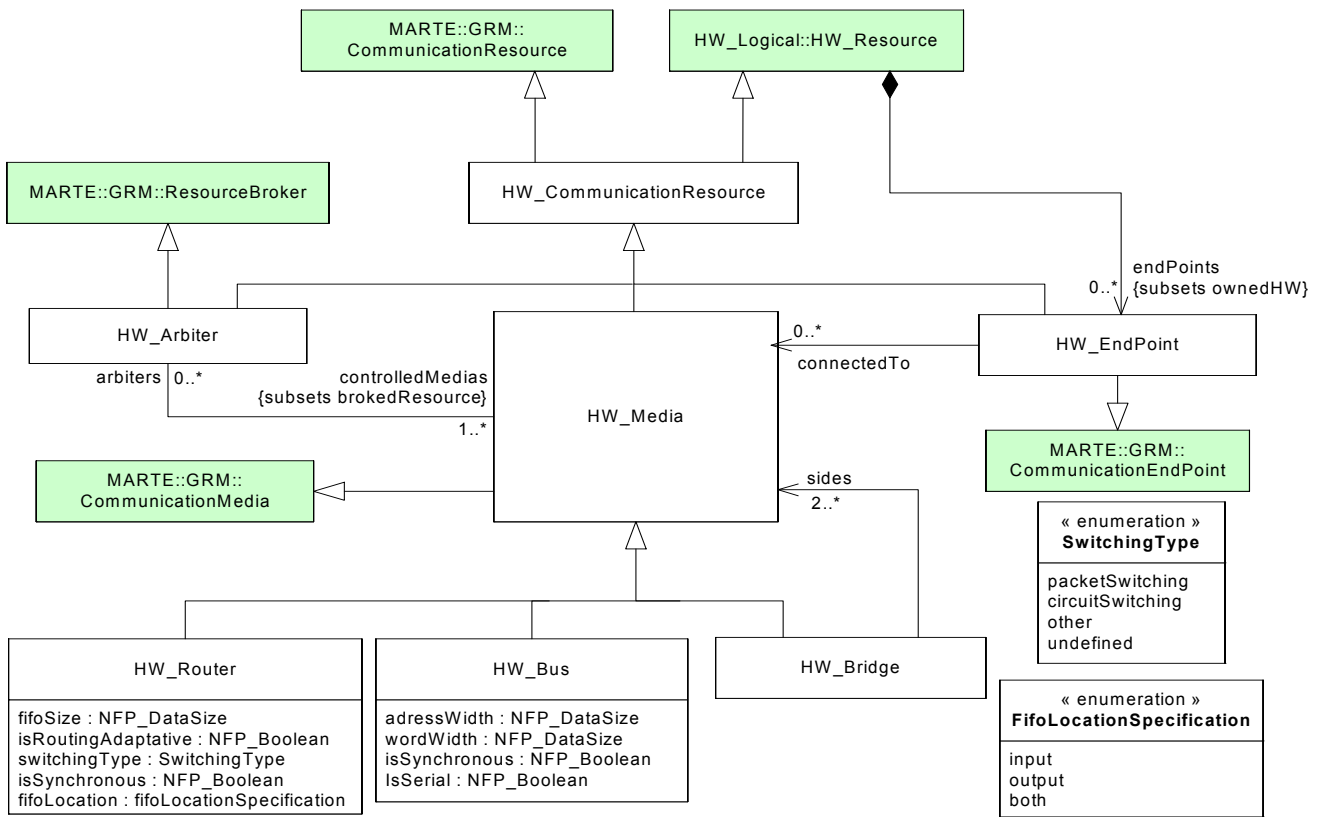 MARTE::GRM::
CommunicationResource
HW_Logical::HW_Resource
MARTE::GRM::ResourceBroker
HW_CommunicationResource
endPoints
0..*
{subsets ownedHW}
HW_Arbiter
HW_EndPoint
0..*
connectedTo
arbiters
0..*
controlledMedias
{subsets brokedResource}
1..*
HW_Media
MARTE::GRM::
CommunicationMedia
MARTE::GRM::
CommunicationEndPoint
sides
2..*
« enumeration »
SwitchingType
packetSwitching
circuitSwitching
other
undefined
HW_Router
fifoSize : NFP_DataSize
isRoutingAdaptative : NFP_Boolean
switchingType : SwitchingType
isSynchronous : NFP_Boolean
fifoLocation : fifoLocationSpecification
HW_Bus
adressWidth : NFP_DataSize
wordWidth : NFP_DataSize
isSynchronous : NFP_Boolean
IsSerial : NFP_Boolean
HW_Bridge
« enumeration »
FifoLocationSpecification
input
output
both